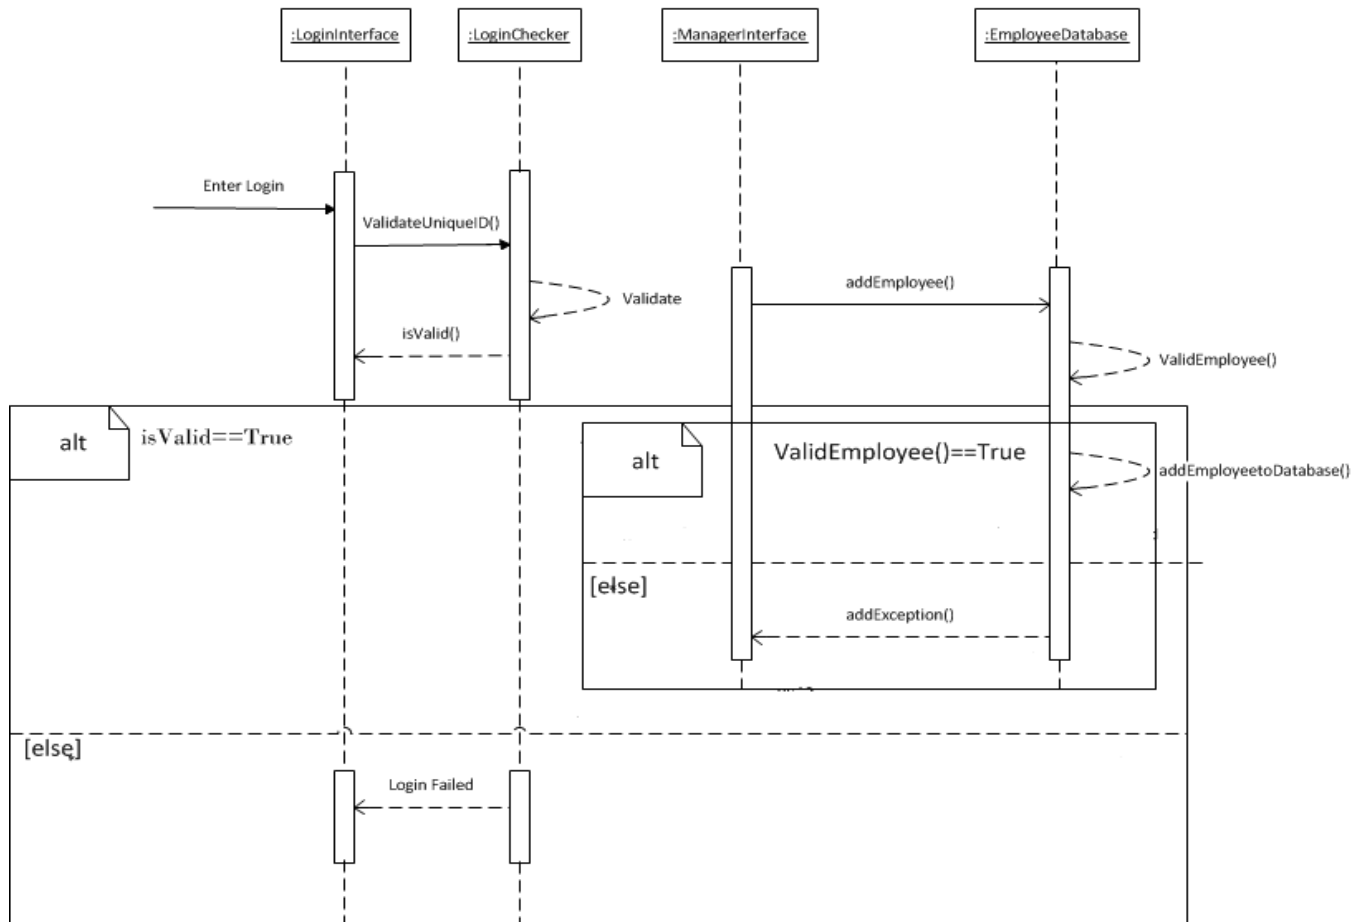 :LoginInterface
:LoginChecker
:ManagerInterface
:EmployeeDatabase
Enter Login
ValidateUniqueID()
addEmployee()
Validate
isValid()
ValidEmployee()
alt
isValid==True
alt
ValidEmployee()==True
addEmployeetoDatabase()
[else]
addException()
[else]
Login Failed